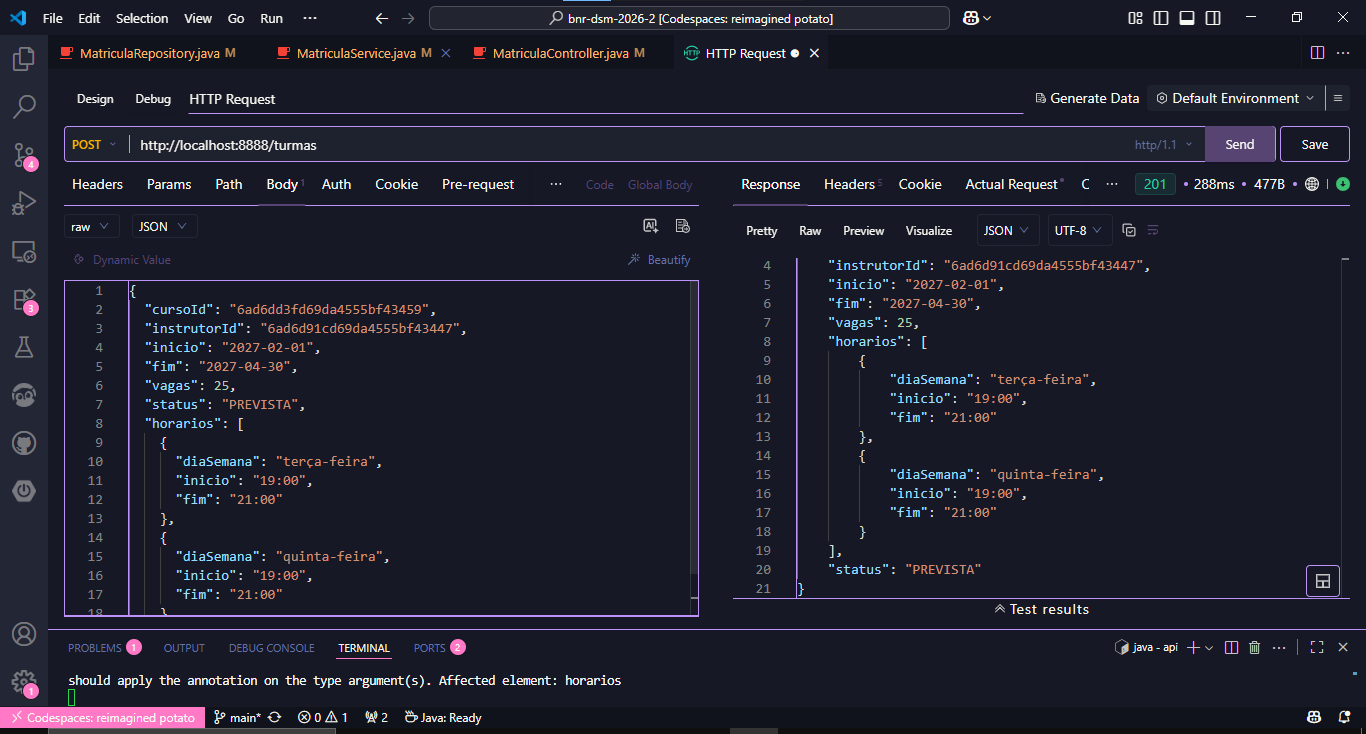 File Edit Selection View Go Run ··· bnr-dsm-2026-2 [Codespaces: reimagined potato]
MatriculaRepository.java M MatriculaService.java M MatriculaController.java M HTTP Request
Design Debug HTTP Request Generate Data Default Environment
POST http://localhost:8888/turmas http/1.1 Send Save
Headers Params Path Body 1 Auth Cookie Pre-request ··· Code Global Body
raw JSON
Dynamic Value Beautify
1 {
2 "cursoId": "6ad6dd3fd69da4555bf43459",
3 "instrutorId": "6ad6d91cd69da4555bf43447",
4 "inicio": "2027-02-01",
5 "fim": "2027-04-30",
6 "vagas": 25,
7 "status": "PREVISTA",
8 "horarios": [
9 {
10 "diaSemana": "terça-feira",
11 "inicio": "19:00",
12 "fim": "21:00"
13 },
14 {
15 "diaSemana": "quinta-feira",
16 "inicio": "19:00",
17 "fim": "21:00"
18 }
Response Headers 5 Cookie Actual Request C ··· 201 • 288ms • 477B •
Pretty Raw Preview Visualize JSON UTF-8
4 "instrutorId": "6ad6d91cd69da4555bf43447",
5 "inicio": "2027-02-01",
6 "fim": "2027-04-30",
7 "vagas": 25,
8 "horarios": [
9 {
10 "diaSemana": "terça-feira",
11 "inicio": "19:00",
12 "fim": "21:00"
13 },
14 {
15 "diaSemana": "quinta-feira",
16 "inicio": "19:00",
17 "fim": "21:00"
18 }
19 ],
20 "status": "PREVISTA"
21 }
Test results
4
3
1
PROBLEMS 1 OUTPUT DEBUG CONSOLE TERMINAL PORTS 2 java - api
should apply the annotation on the type argument(s). Affected element: horarios
Codespaces: reimagined potato main* 0 1 2 Java: Ready